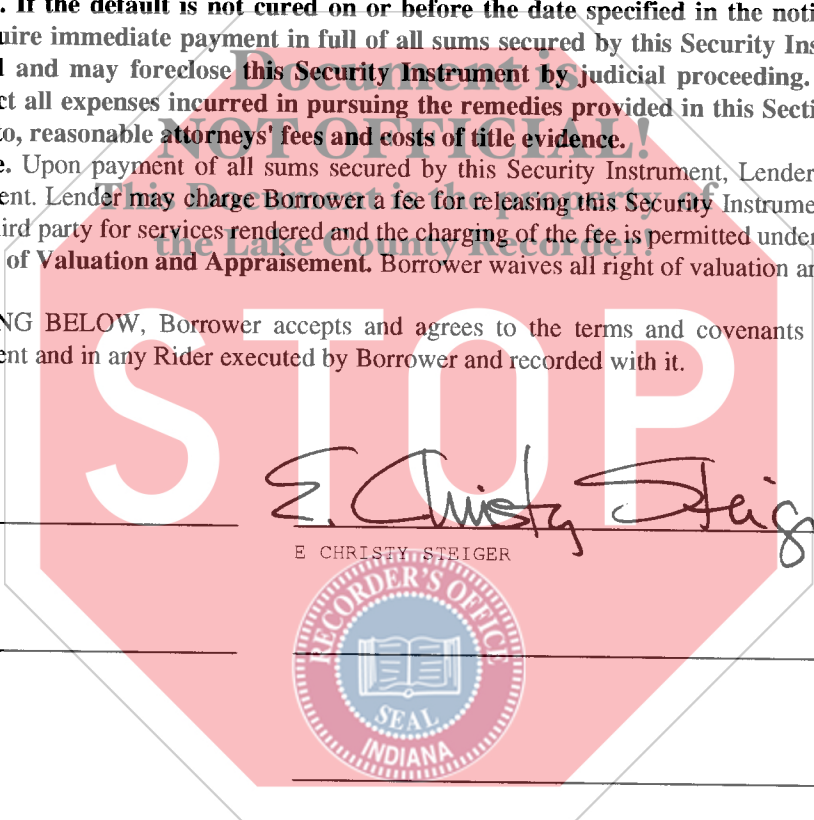 . If the default is not cured on or before the date specified in the noti
uire immediate payment in full of all sums secured by this Security Ins
l and may foreclose this Security Instrument by judicial proceeding.
ct all expenses incurred in pursuing the remedies provided in this Secti
to, reasonable attorneys' fees and costs of title evidence.
e. Upon payment of all sums secured by this Security Instrument, Lender
ent. Lender may charge Borrower a fee for releasing this Security Instrume
ird party for services rendered and the charging of the fee is permitted under
of Valuation and Appraisement. Borrower waives all right of valuation an
NG BELOW, Borrower accepts and agrees to the terms and covenants
ent and in any Rider executed by Borrower and recorded with it.
Document is
NOT OFFICIAL!
This Document is the property of
the Lake County Recorder!
STOP
E. Christy Steig
E CHRISTY STEIGER
RECORDER'S OFFICE
SEAL
INDIANA